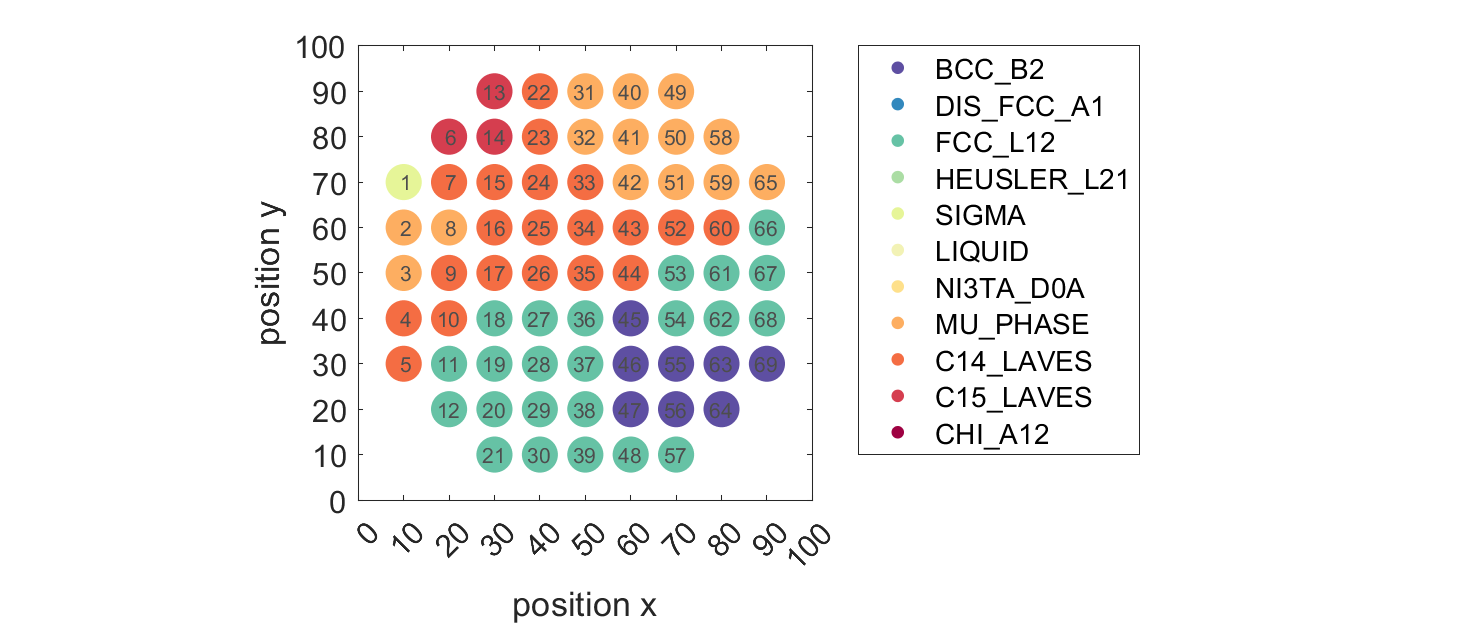 100
90 13 22 31 40 49
80 6 14 23 32 41 50 58
70 1 7 15 24 33 42 51 59 65
60 2 8 16 25 34 43 52 60 66
50 3 9 17 26 35 44 53 61 67
40 4 10 18 27 36 45 54 62 68
30 5 11 19 28 37 46 55 63 69
20 12 20 29 38 47 56 64
10 21 30 39 48 57
0
0 10 20 30 40 50 60 70 80 90 100
position x
position y
BCC_B2
DIS_FCC_A1
FCC_L12
HEUSLER_L21
SIGMA
LIQUID
NI3TA_D0A
MU_PHASE
C14_LAVES
C15_LAVES
CHI_A12